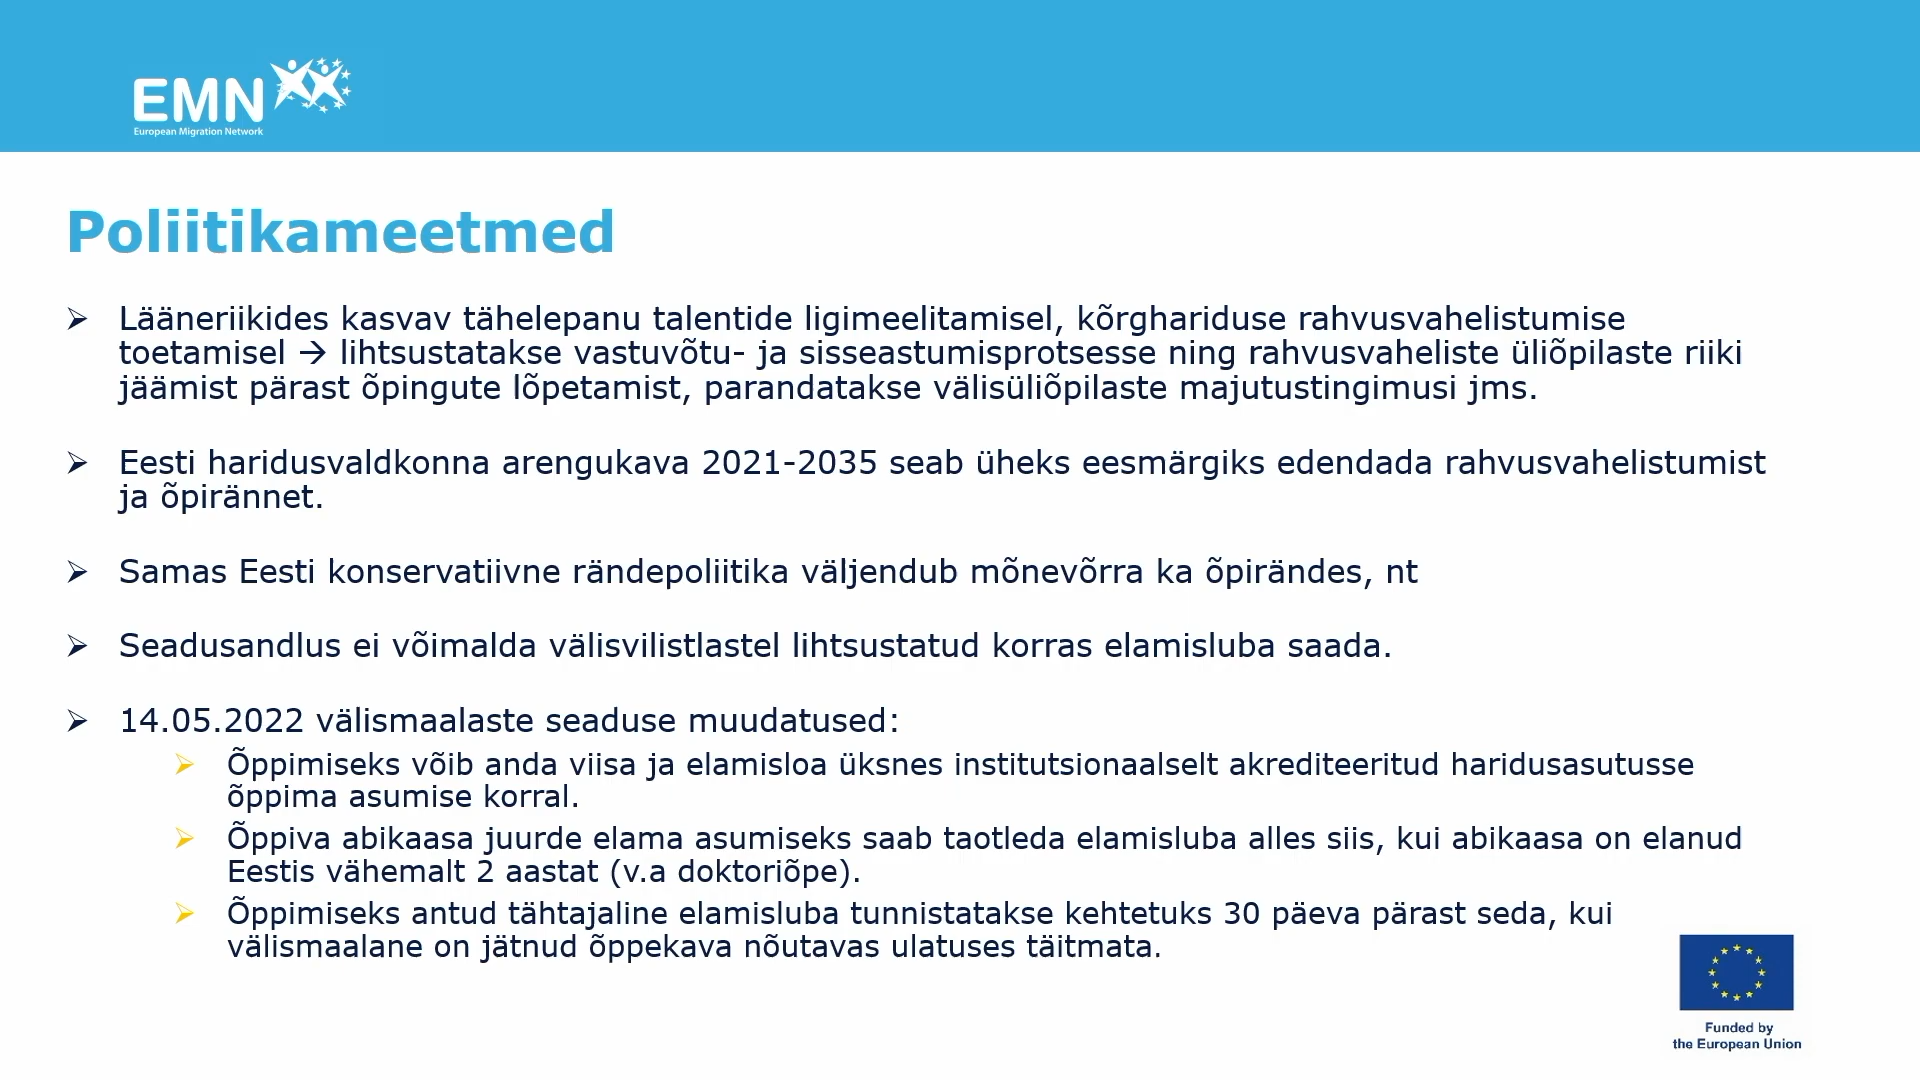 EMN
European Migration Network
Poliitikameetmed
➢ Lääneriikides kasvav tähelepanu talentide ligimeelitamisel, kõrghariduse rahvusvahelistumise
toetamisel → lihtsustatakse vastuvõtu- ja sisseastumisprotsesse ning rahvusvaheliste üliõpilaste riiki
jäämist pärast õpingute lõpetamist, parandatakse välisüliõpilaste majutustingimusi jms.
➢ Eesti haridusvaldkonna arengukava 2021-2035 seab üheks eesmärgiks edendada rahvusvahelistumist
ja õpirännet.
➢ Samas Eesti konservatiivne rändepoliitika väljendub mõnevõrra ka õpirändes, nt
➢ Seadusandlus ei võimalda välisvilistlastel lihtsustatud korras elamisluba saada.
➢ 14.05.2022 välismaalaste seaduse muudatused:
➢ Õppimiseks võib anda viisa ja elamisloa üksnes institutsionaalselt akrediteeritud haridusasutusse
õppima asumise korral.
➢ Õppiva abikaasa juurde elama asumiseks saab taotleda elamisluba alles siis, kui abikaasa on elanud
Eestis vähemalt 2 aastat (v.a doktoriõpe).
➢ Õppimiseks antud tähtajaline elamisluba tunnistatakse kehtetuks 30 päeva pärast seda, kui
välismaalane on jätnud õppekava nõutavas ulatuses täitmata.
Funded by
the European Union